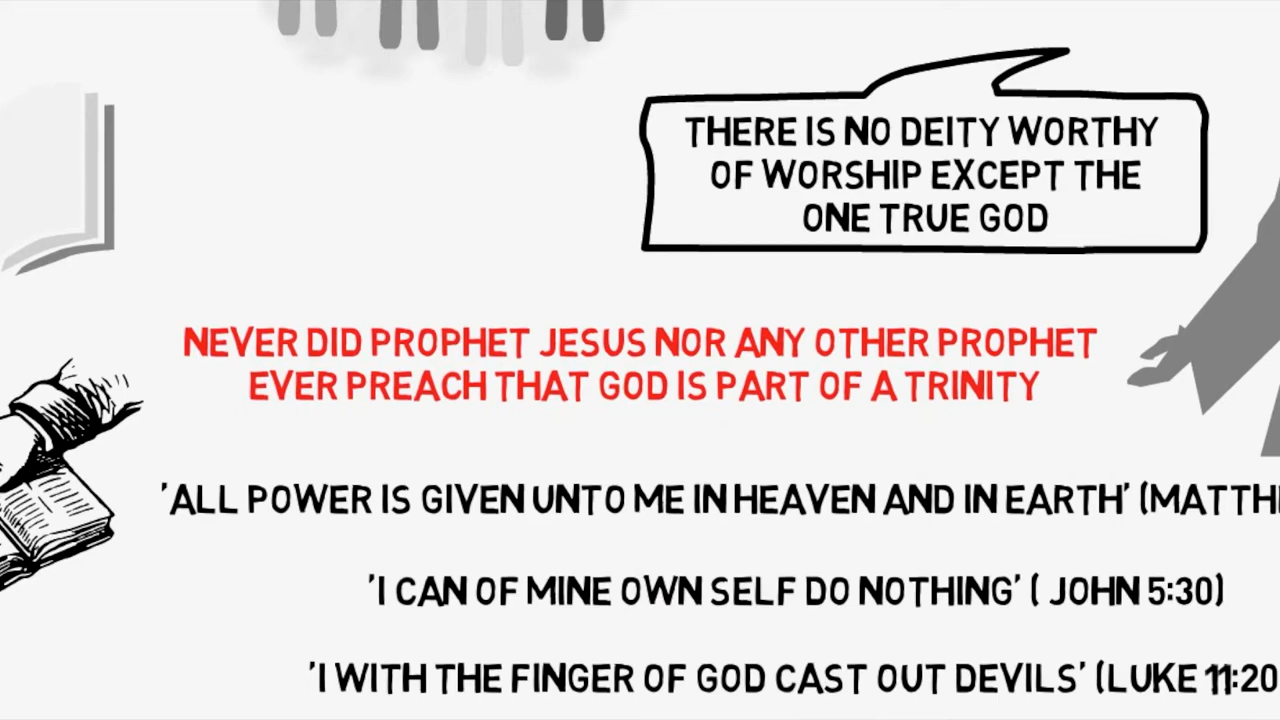 THERE IS NO DEITY WORTHY
OF WORSHIP EXCEPT THE
ONE TRUE GOD
NEVER DID PROPHET JESUS NOR ANY OTHER PROPHET
EVER PREACH THAT GOD IS PART OF A TRINITY
'ALL POWER IS GIVEN UNTO ME IN HEAVEN AND IN EARTH'
'I CAN OF MINE OWN SELF DO NOTHING' ( JOHN 5:30)
'I WITH THE FINGER OF GOD CAST OUT DEVILS' (LUKE 11:20